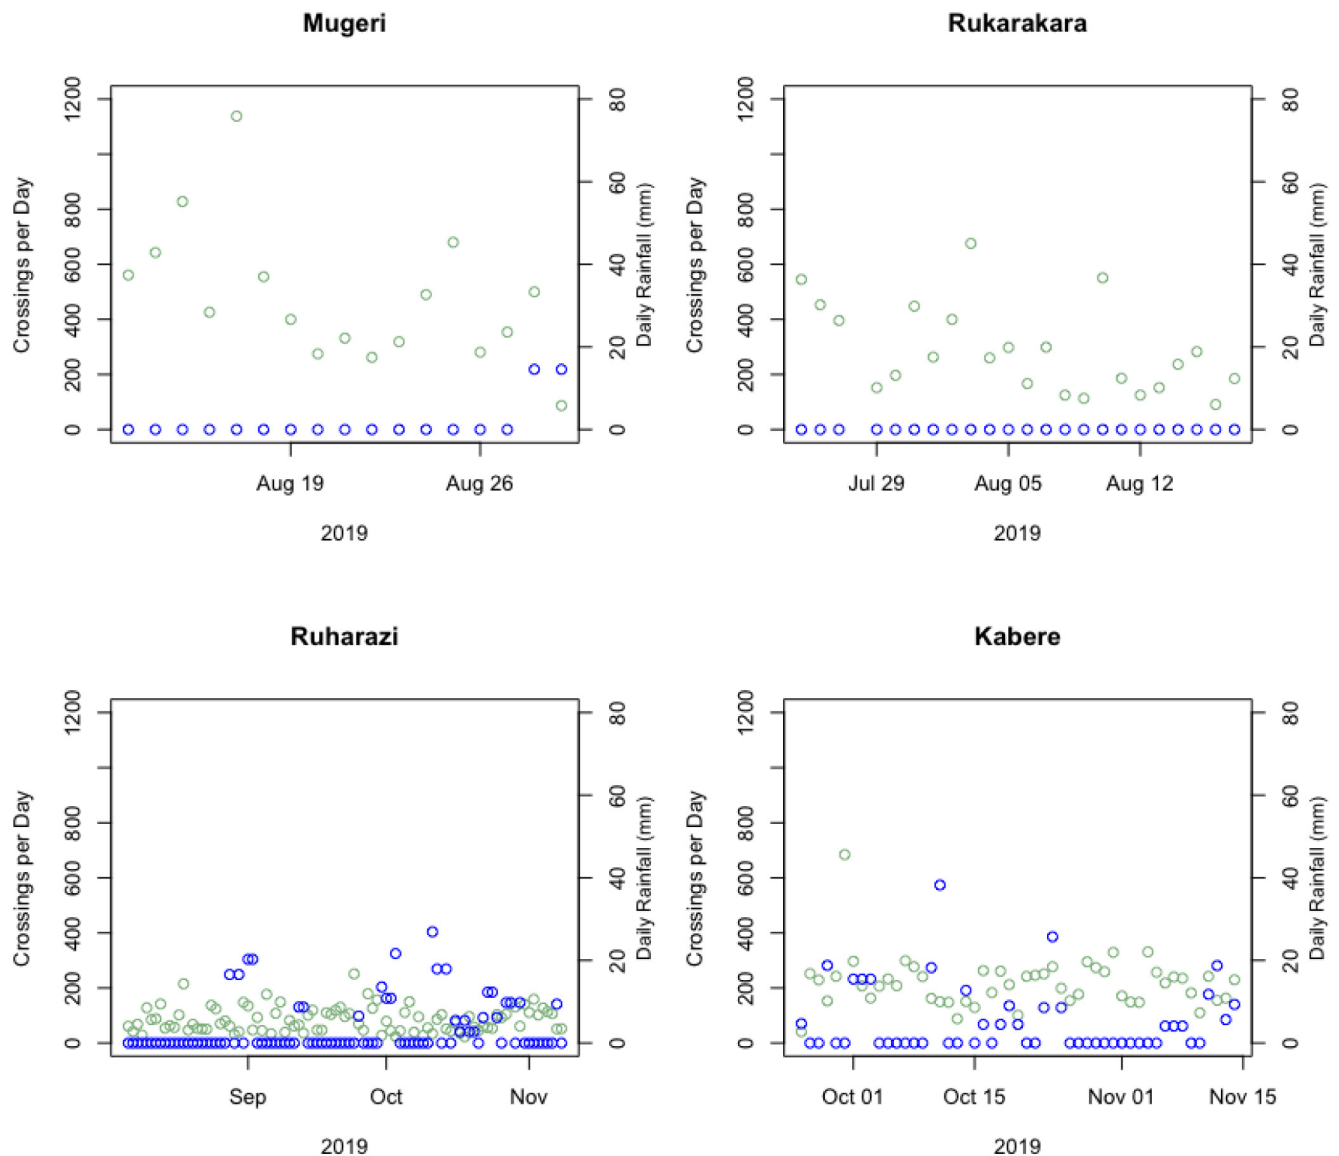 Mugeri
Crossings per Day
0 200 400 600 800 1200
Daily Rainfall (mm)
0 20 40 60 80
Aug 19 Aug 26
2019
Rukarakara
Crossings per Day
0 200 400 600 800 1200
Daily Rainfall (mm)
0 20 40 60 80
Jul 29 Aug 05 Aug 12
2019
Ruharazi
Crossings per Day
0 200 400 600 800 1200
Daily Rainfall (mm)
0 20 40 60 80
Sep Oct Nov
2019
Kabere
Crossings per Day
0 200 400 600 800 1200
Daily Rainfall (mm)
0 20 40 60 80
Oct 01 Oct 15 Nov 01 Nov 15
2019